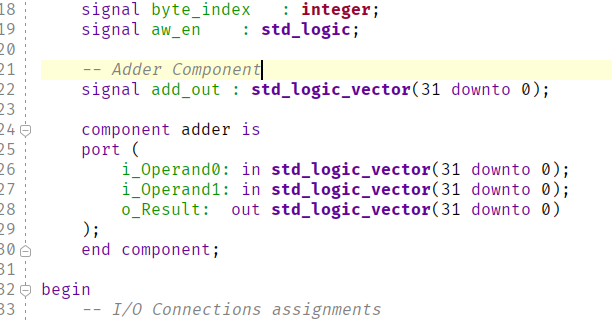 18 signal byte_index   : integer;
19 signal aw_en    : std_logic;
20
21 -- Adder Component
22 signal add_out : std_logic_vector(31 downto 0);
23
24 component adder is
25 port (
26 i_Operand0: in std_logic_vector(31 downto 0);
27 i_Operand1: in std_logic_vector(31 downto 0);
28 o_Result:  out std_logic_vector(31 downto 0)
29 );
30 end component;
31
32 begin
33 -- I/O Connections assignments